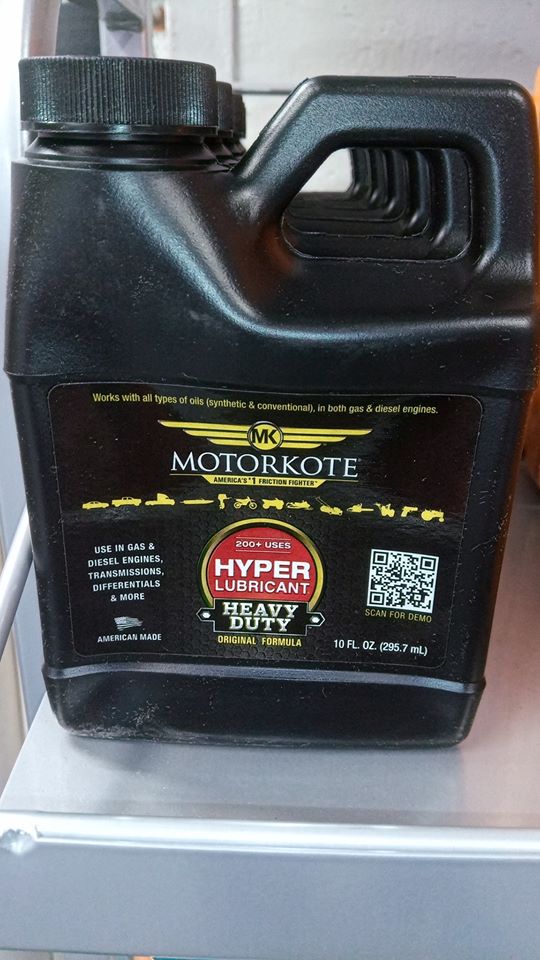 Works with all types of oils (synthetic & conventional), in both gas & diesel engines.
MK
MOTORKOTE®
AMERICA'S #1 FRICTION FIGHTER™
USE IN GAS &
DIESEL ENGINES,
TRANSMISSIONS,
DIFFERENTIALS
& MORE
AMERICAN MADE
200+ USES
HYPER
LUBRICANT
HEAVY
DUTY
ORIGINAL FORMULA
SCAN FOR DEMO
10 FL. OZ. (295.7 mL)